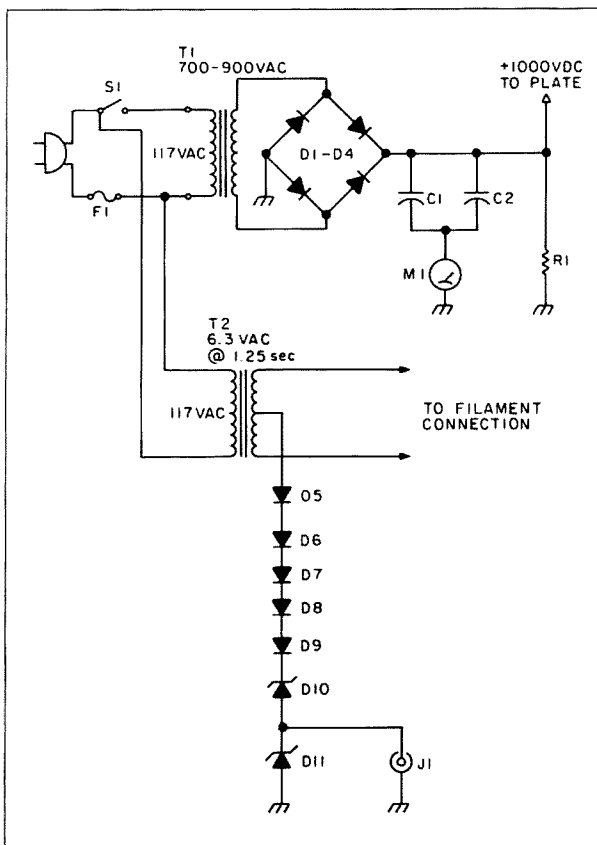 T1
700-900VAC
+1000VDC
TO PLATE
S1
117VAC
D1-D4
F1
C1
C2
M1
R1
T2
6.3 VAC
@ 1.25 sec
117VAC
TO FILAMENT
CONNECTION
O5
D6
D7
D8
D9
D10
D11
J1